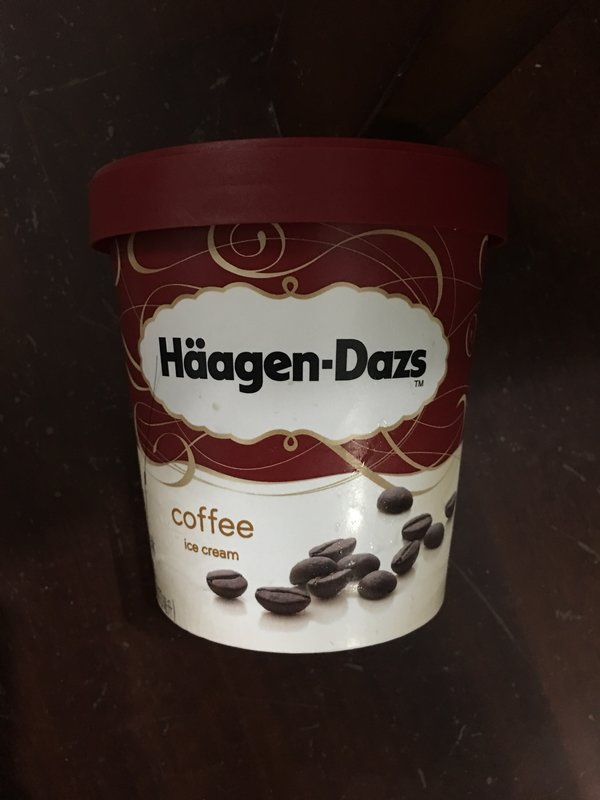 Häagen-Dazs
TM
coffee
ice cream